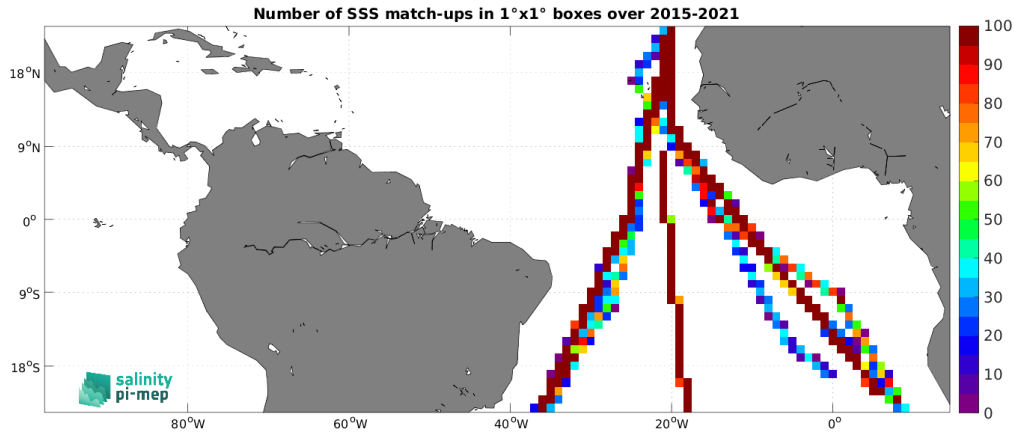 Number of SSS match-ups in 1°x1° boxes over 2015-2021
18°N
9°N
0°
9°S
18°S
80°W
60°W
40°W
20°W
0°
100
90
80
70
60
50
40
30
20
10
0
salinity
pi-mep